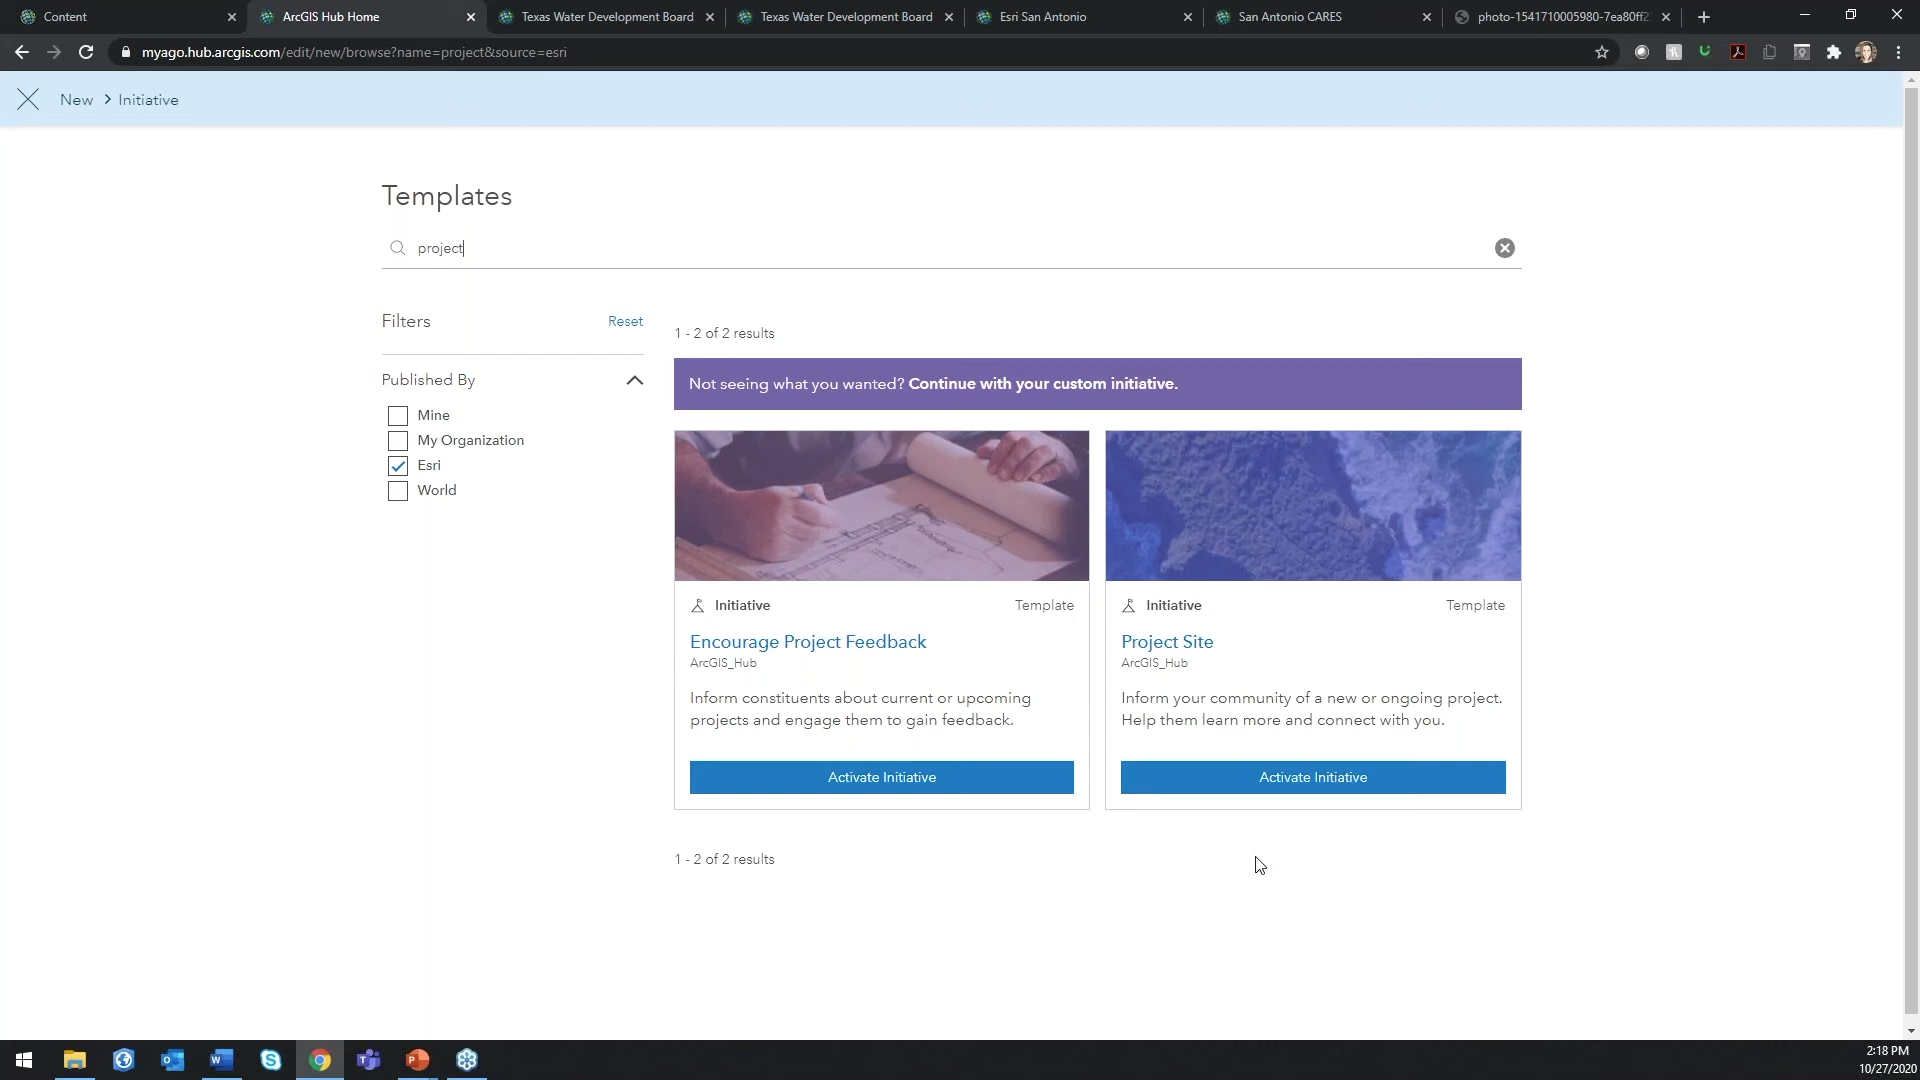 Content
ArcGIS Hub Home
Texas Water Development Board
Texas Water Development Board
Esri San Antonio
San Antonio CARES
photo-1541710005980-7ea80ff2
myago.hub.arcgis.com/edit/new/browse?name=project&source=esri
New > Initiative
Templates
project
Filters
Reset
1 - 2 of 2 results
Published By
Not seeing what you wanted? Continue with your custom initiative.
Mine
My Organization
Esri
World
Initiative
Template
Encourage Project Feedback
ArcGIS_Hub
Inform constituents about current or upcoming
projects and engage them to gain feedback.
Activate Initiative
Initiative
Template
Project Site
ArcGIS_Hub
Inform your community of a new or ongoing project.
Help them learn more and connect with you.
Activate Initiative
1 - 2 of 2 results
2:18 PM
10/27/2020